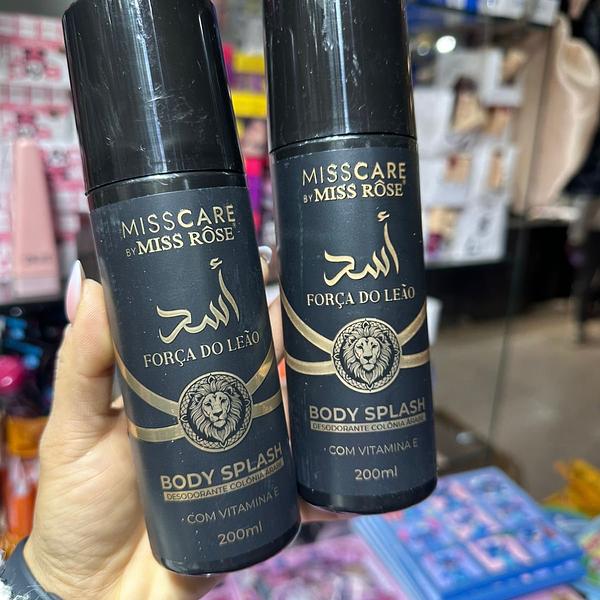 MISSCARE
BY MISS RÔSE
أسد
FORÇA DO LEÃO
BODY SPLASH
DESODORANTE COLÔNIA ÁRABE
COM VITAMINA E
200ml
MISSCARE
BY MISS RÔSE
أسد
FORÇA DO LEÃO
BODY SPLASH
DESODORANTE COLÔNIA ÁRABE
· COM VITAMINA E
200ml